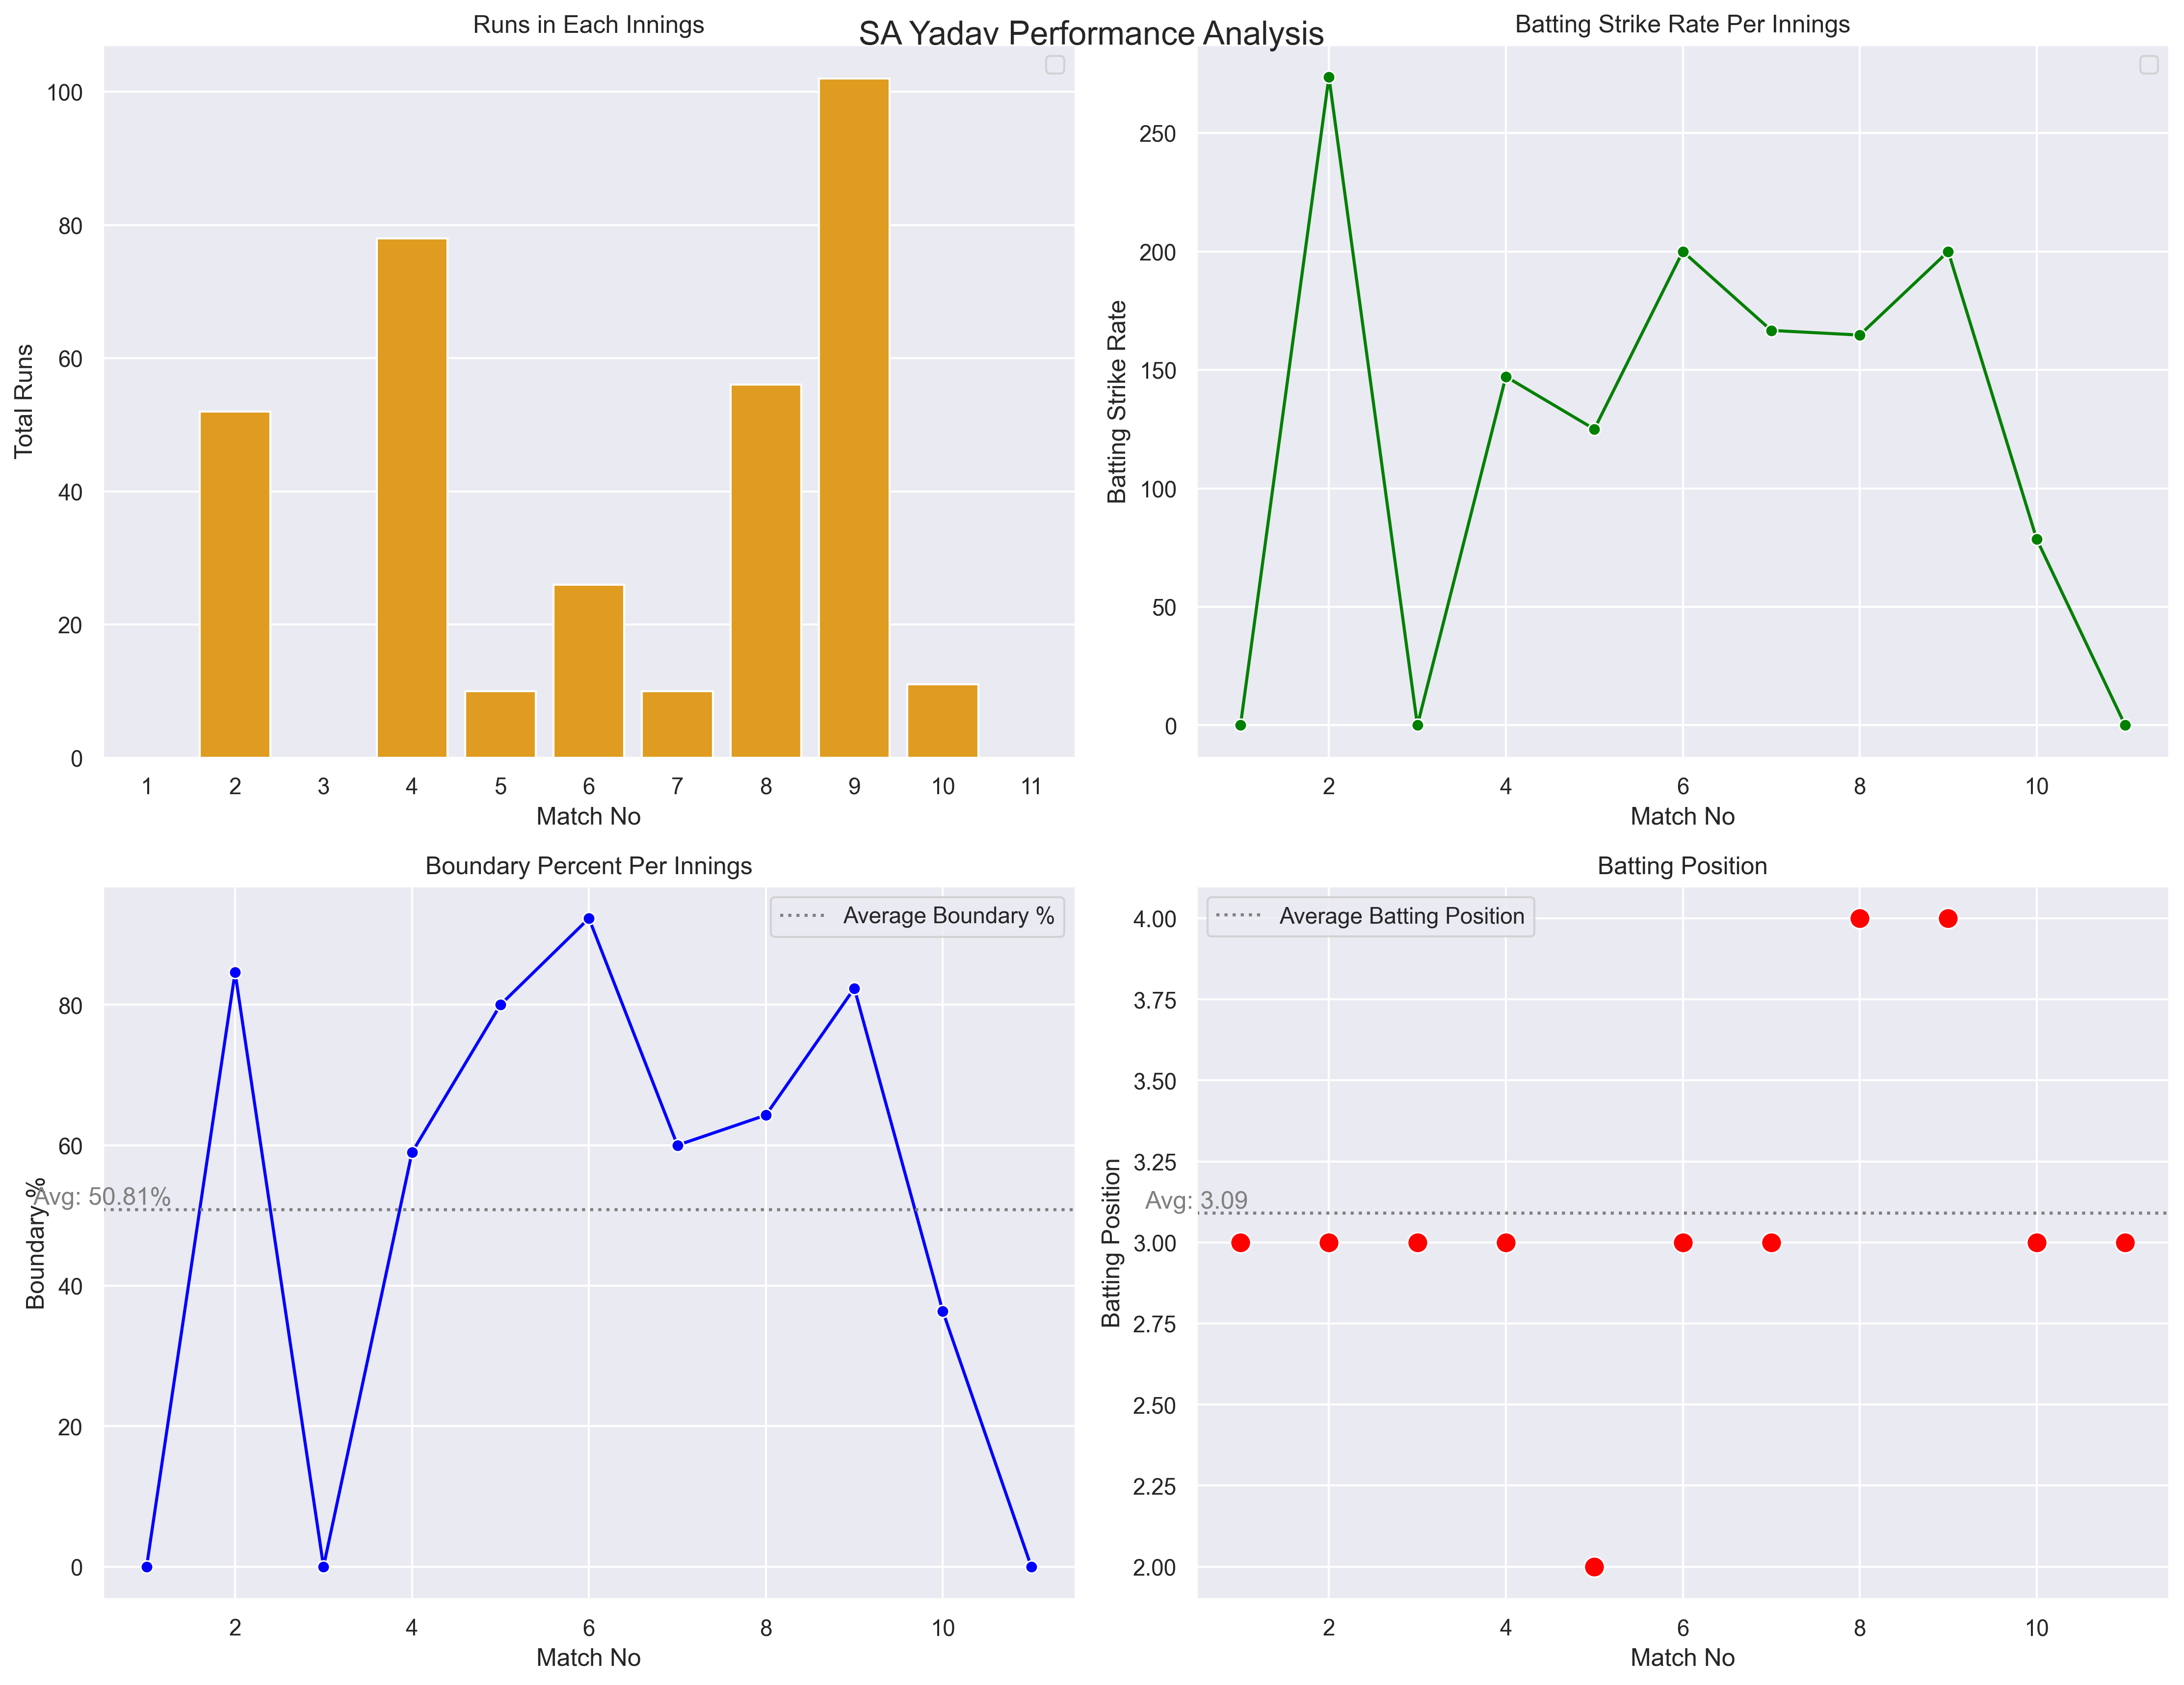 SA Yadav Performance Analysis
Runs in Each Innings
100
80
60
40
20
0
Total Runs
1 2 3 4 5 6 7 8 9 10 11
Match No
Batting Strike Rate Per Innings
250
200
150
100
50
0
Batting Strike Rate
2 4 6 8 10
Match No
Boundary Percent Per Innings
Average Boundary %
80
60
40
20
0
Avg: 50.81%
Boundary %
2 4 6 8 10
Match No
Batting Position
Average Batting Position
4.00
3.75
3.50
3.25
3.00
2.75
2.50
2.25
2.00
Avg: 3.09
Batting Position
2 4 6 8 10
Match No